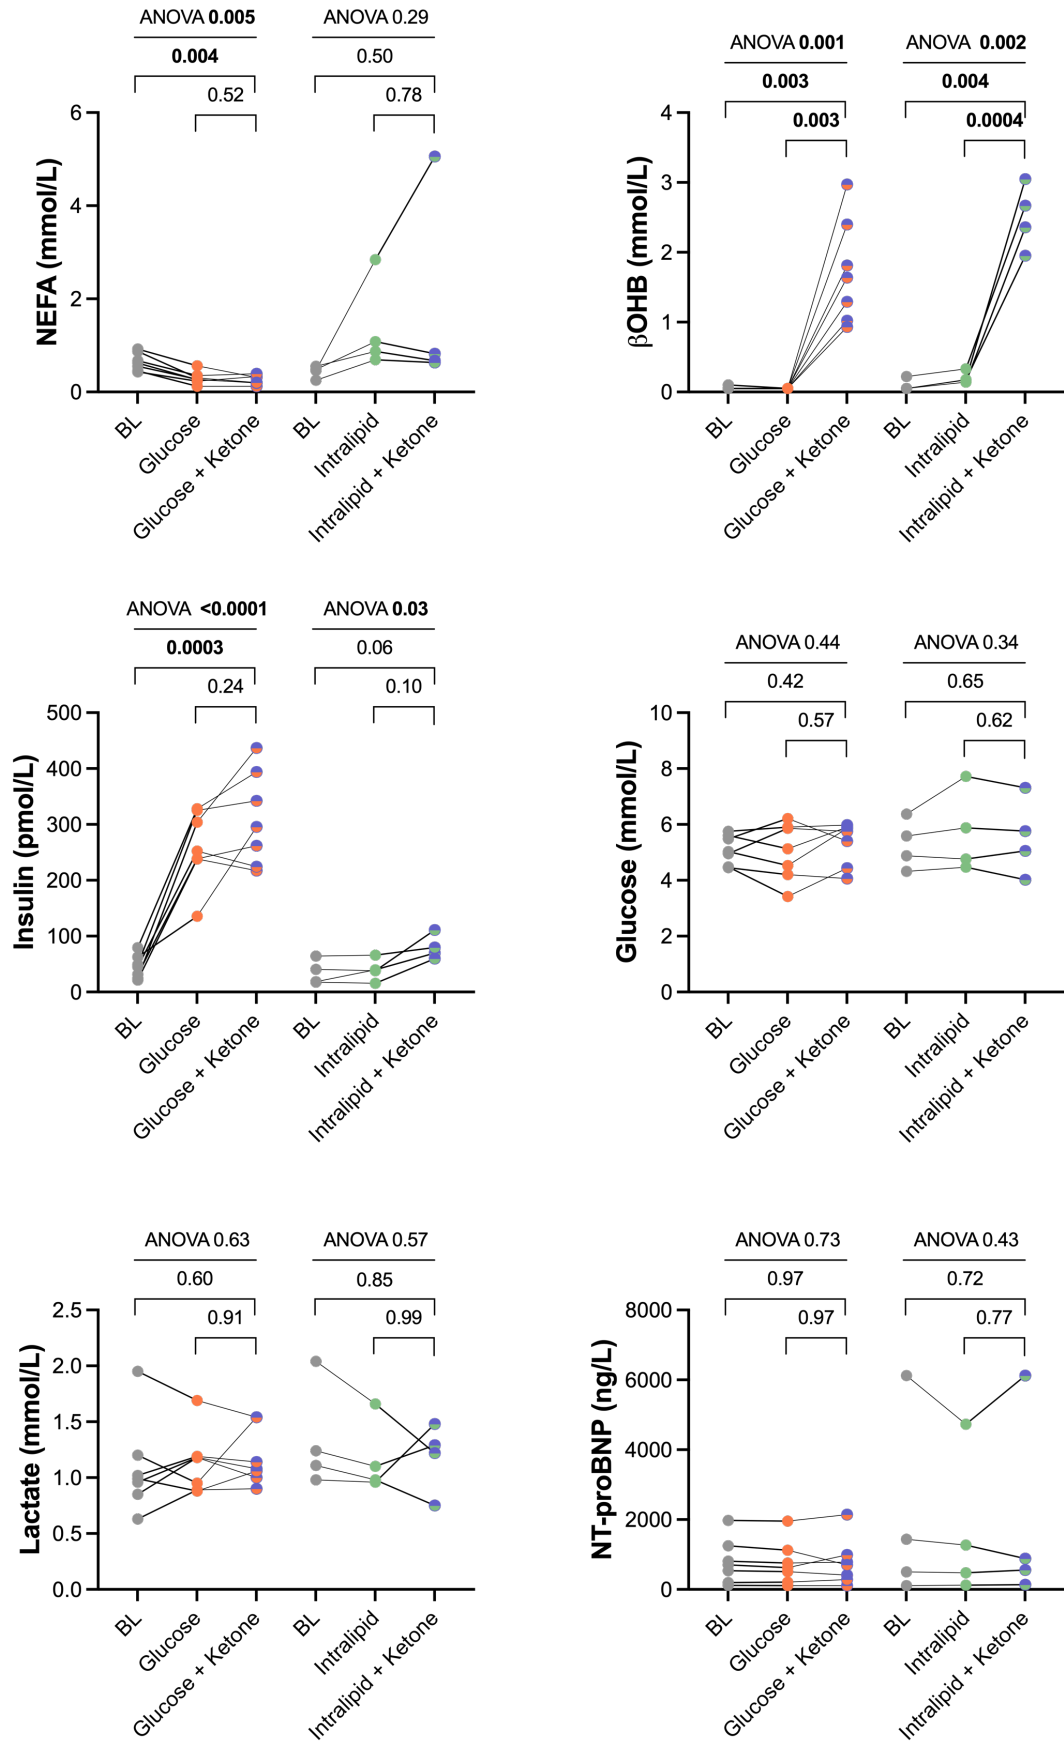 ANOVA 0.005 ANOVA 0.29
0.004 0.50
0.52 0.78
NEFA (mmol/L)
6
4
2
0
BL Glucose Glucose + Ketone BL Intralipid Intralipid + Ketone
ANOVA 0.001 ANOVA 0.002
0.003 0.004
0.003 0.0004
βOHB (mmol/L)
4
3
2
1
0
BL Glucose Glucose + Ketone BL Intralipid Intralipid + Ketone
ANOVA <0.0001 ANOVA 0.03
0.0003 0.06
0.24 0.10
Insulin (pmol/L)
500
400
300
200
100
0
BL Glucose Glucose + Ketone BL Intralipid Intralipid + Ketone
ANOVA 0.44 ANOVA 0.34
0.42 0.65
0.57 0.62
Glucose (mmol/L)
10
8
6
4
2
0
BL Glucose Glucose + Ketone BL Intralipid Intralipid + Ketone
ANOVA 0.63 ANOVA 0.57
0.60 0.85
0.91 0.99
Lactate (mmol/L)
2.5
2.0
1.5
1.0
0.5
0.0
BL Glucose Glucose + Ketone BL Intralipid Intralipid + Ketone
ANOVA 0.73 ANOVA 0.43
0.97 0.72
0.97 0.77
NT-proBNP (ng/L)
8000
6000
4000
2000
0
BL Glucose Glucose + Ketone BL Intralipid Intralipid + Ketone